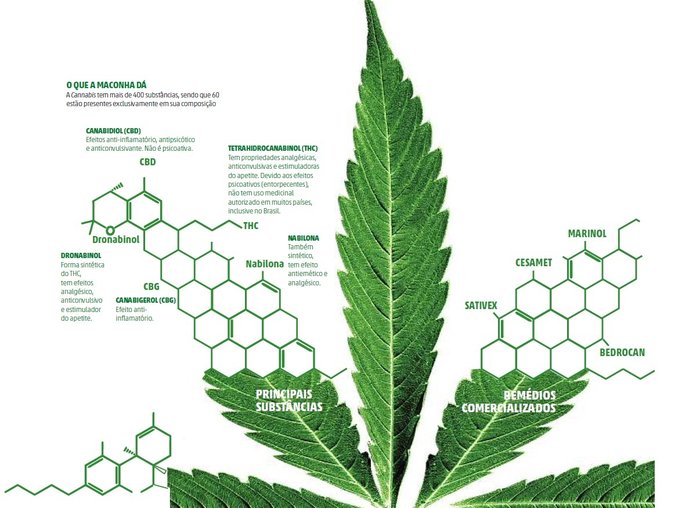 O QUE A MACONHA DÁ
A Cannabis tem mais de 400 substâncias, sendo que 60
estão presentes exclusivamente em sua composição
CANABIDIOL (CBD)
Efeitos anti-inflamatório, antipsicótico
e anticonvulsivante. Não é psicoativa.
CBD
TETRAHIDROCANABINOL (THC)
Tem propriedades analgésicas,
anticonvulsivas e estimuladoras
do apetite. Devido aos efeitos
psicoativos (entorpecentes),
não tem uso medicinal
autorizado em muitos países,
inclusive no Brasil.
THC
Dronabinol
DRONABINOL
Forma sintética
do THC,
tem efeitos
analgésico,
anticonvulsivo
e estimulador
do apetite.
NABILONA
Também
sintético,
tem efeito
antiemético e
analgésico.
Nabilona
CBG
CANABIGEROL (CBG)
Efeito anti-
inflamatório.
PRINCIPAIS
SUBSTÂNCIAS
MARINOL
CESAMET
SATIVEX
BEDROCAN
BEMÉDIOS
COMERCIALIZADOS